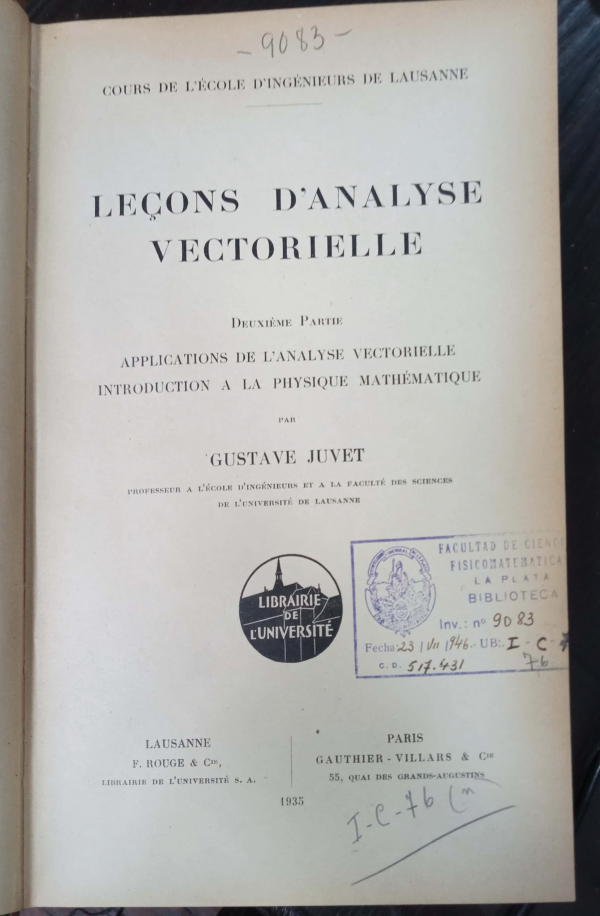 - 9083 -
COURS DE L'ÉCOLE D'INGÉNIEURS DE LAUSANNE
LEÇONS D'ANALYSE
VECTORIELLE
DEUXIÈME PARTIE
APPLICATIONS DE L'ANALYSE VECTORIELLE
INTRODUCTION A LA PHYSIQUE MATHÉMATIQUE
PAR
GUSTAVE JUVET
PROFESSEUR A L'ÉCOLE D'INGÉNIEURS ET A LA FACULTÉ DES SCIENCES
DE L'UNIVERSITÉ DE LAUSANNE
LIBRAIRIE
DE
L'UNIVERSITÉ
FACULTAD DE CIENC
FISICOMATEMATICA
LA PLATA
BIBLIOTECA
Inv.: nº 9083
Fecha 23 / VII / 1946 - UB: I - C - 7
76
C. D. 517.431
LAUSANNE
F. ROUGE & Cie,
LIBRAIRIE DE L'UNIVERSITÉ S. A.
PARIS
GAUTHIER-VILLARS & Cie
55, QUAI DES GRANDS-AUGUSTINS
1935
I-C-76